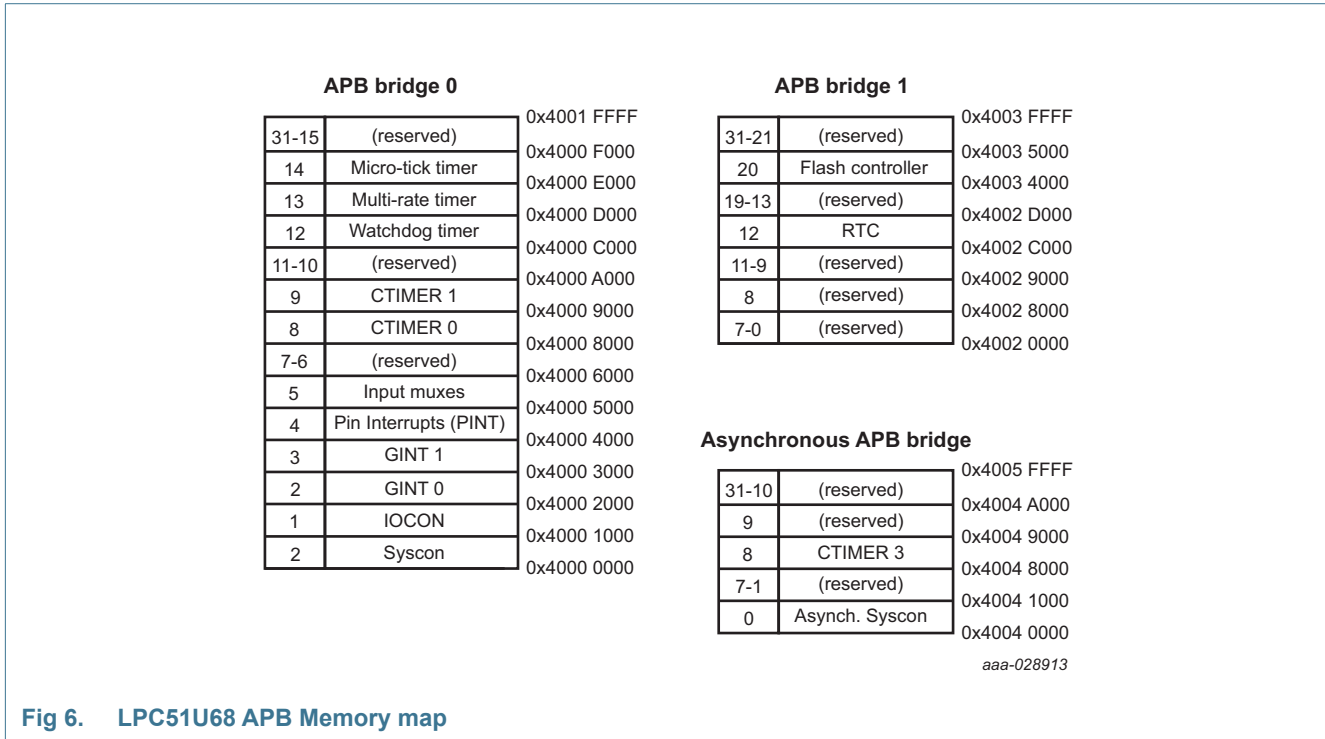 APB bridge 0
0x4001 FFFF
31-15 (reserved)
0x4000 F000
14 Micro-tick timer
0x4000 E000
13 Multi-rate timer
0x4000 D000
12 Watchdog timer
0x4000 C000
11-10 (reserved)
0x4000 A000
9 CTIMER 1
0x4000 9000
8 CTIMER 0
0x4000 8000
7-6 (reserved)
0x4000 6000
5 Input muxes
0x4000 5000
4 Pin Interrupts (PINT)
0x4000 4000
3 GINT 1
0x4000 3000
2 GINT 0
0x4000 2000
1 IOCON
0x4000 1000
2 Syscon
0x4000 0000
APB bridge 1
0x4003 FFFF
31-21 (reserved)
0x4003 5000
20 Flash controller
0x4003 4000
19-13 (reserved)
0x4002 D000
12 RTC
0x4002 C000
11-9 (reserved)
0x4002 9000
8 (reserved)
0x4002 8000
7-0 (reserved)
0x4002 0000
Asynchronous APB bridge
0x4005 FFFF
31-10 (reserved)
0x4004 A000
9 (reserved)
0x4004 9000
8 CTIMER 3
0x4004 8000
7-1 (reserved)
0x4004 1000
0 Asynch. Syscon
0x4004 0000
aaa-028913
Fig 6. LPC51U68 APB Memory map